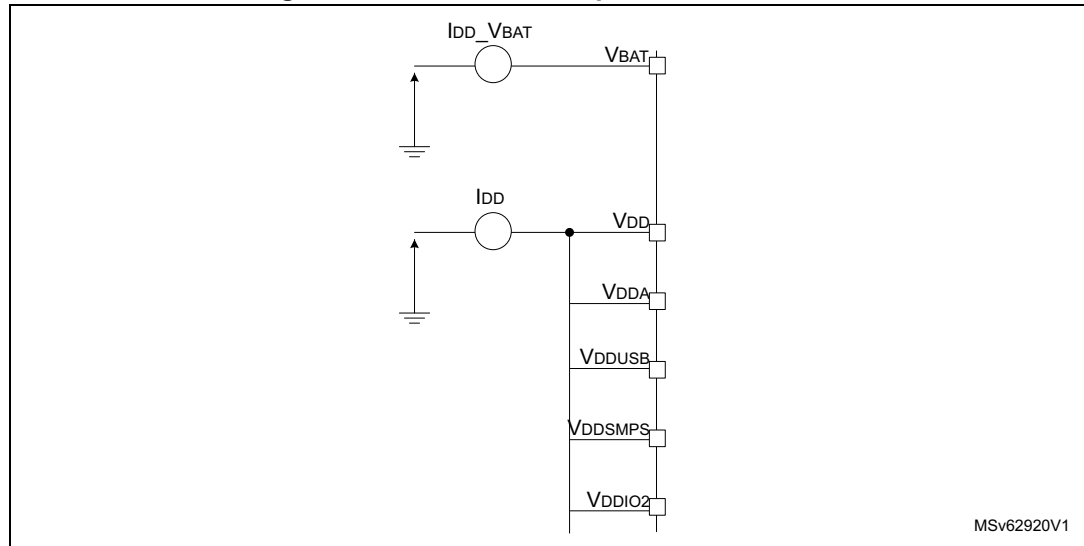 IDD_VBAT
VBAT
IDD
VDD
VDDA
VDDUSB
VDDSMPS
VDDIO2
MSv62920V1